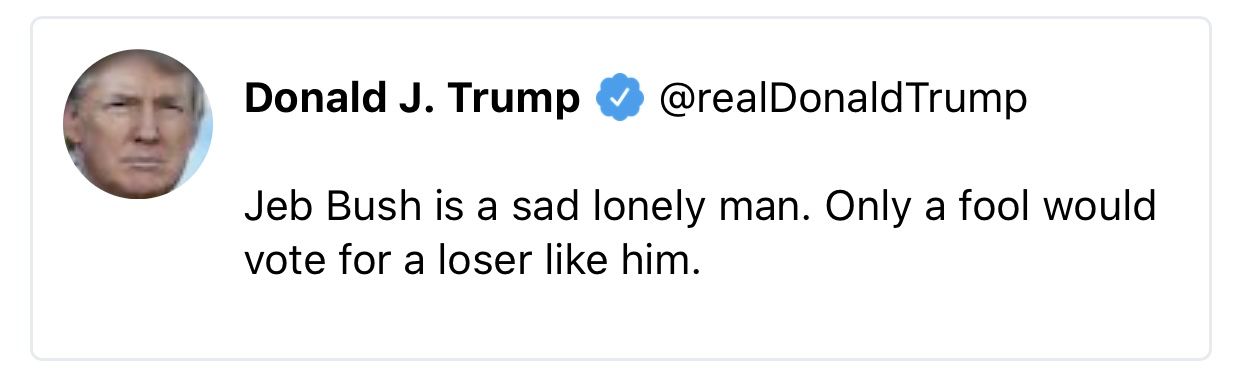 Donald J. Trump @realDonaldTrump
Jeb Bush is a sad lonely man. Only a fool would
vote for a loser like him.